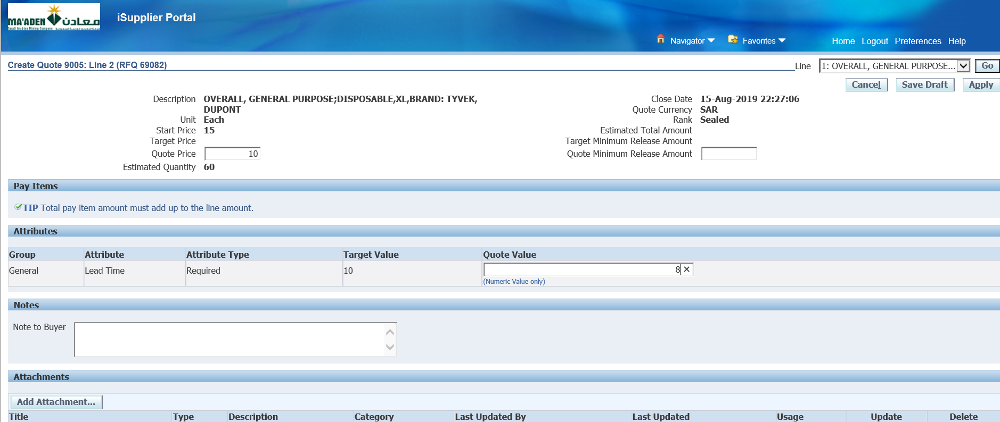 MA'ADEN معادن
Saudi Arabian Mining Company
iSupplier Portal
Navigator
Favorites
Home Logout Preferences Help
Create Quote 9005: Line 2 (RFQ 69082)
Line 1: OVERALL, GENERAL PURPOSE... Go
Cancel Save Draft Apply
Description OVERALL, GENERAL PURPOSE;DISPOSABLE,XL,BRAND: TYVEK,
DUPONT
Unit Each
Start Price 15
Target Price
Quote Price 10
Estimated Quantity 60
Close Date 15-Aug-2019 22:27:06
Quote Currency SAR
Rank Sealed
Estimated Total Amount
Target Minimum Release Amount
Quote Minimum Release Amount
Pay Items
TIP Total pay item amount must add up to the line amount.
Attributes
Group Attribute Attribute Type Target Value Quote Value
General Lead Time Required 10 8
(Numeric Value only)
Notes
Note to Buyer
Attachments
Add Attachment...
Title Type Description Category Last Updated By Last Updated Usage Update Delete